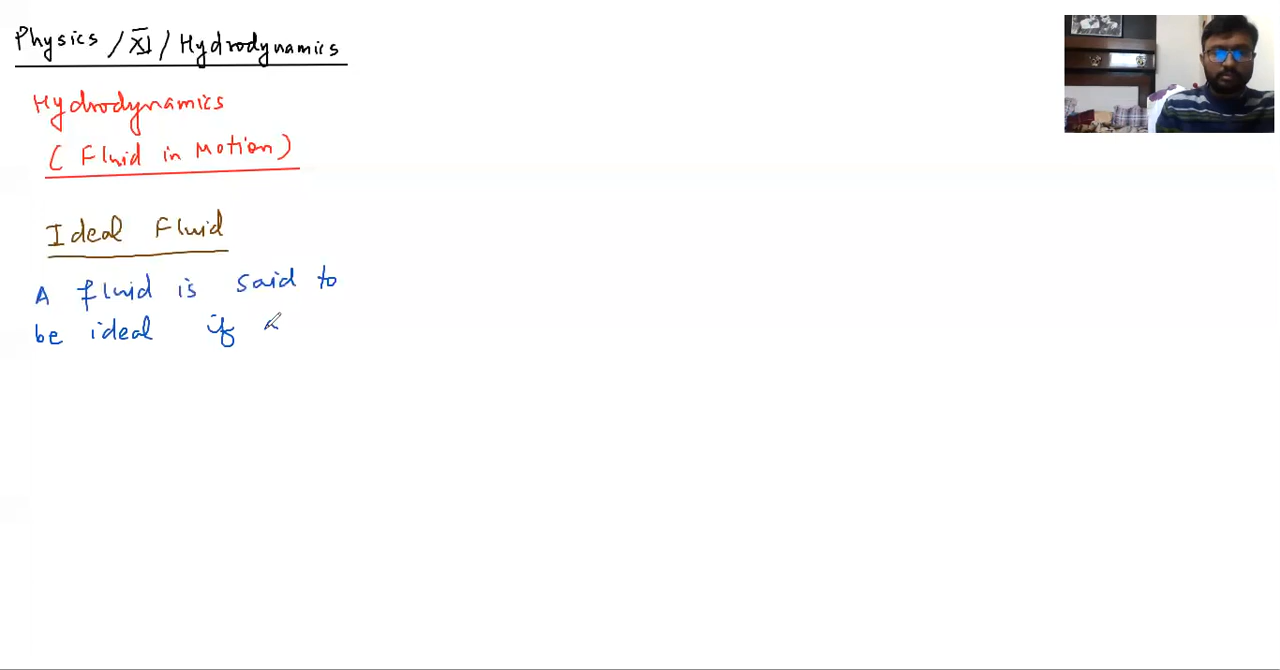 Physics / XI / Hydrodynamics
Hydrodynamics
( Fluid in Motion )
Ideal Fluid
A fluid is said to
be ideal if